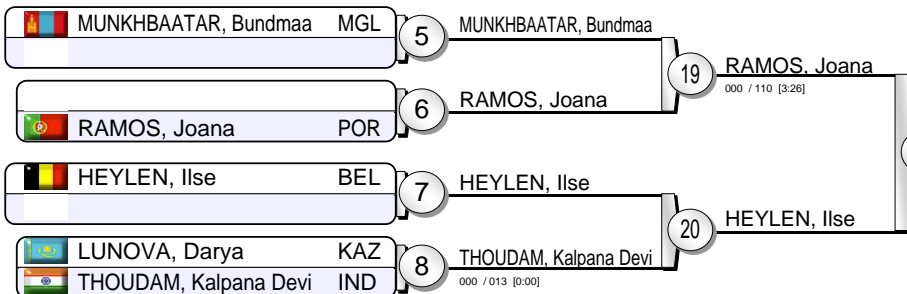 MUNKHBAATAR, Bundmaa MGL
5
MUNKHBAATAR, Bundmaa
19
RAMOS, Joana
000 / 110 [3:26]
6
RAMOS, Joana
RAMOS, Joana POR
HEYLEN, Ilse BEL
7
HEYLEN, Ilse
20
HEYLEN, Ilse
LUNOVA, Darya KAZ
8
THOUDAM, Kalpana Devi
000 / 013 [0:00]
THOUDAM, Kalpana Devi IND